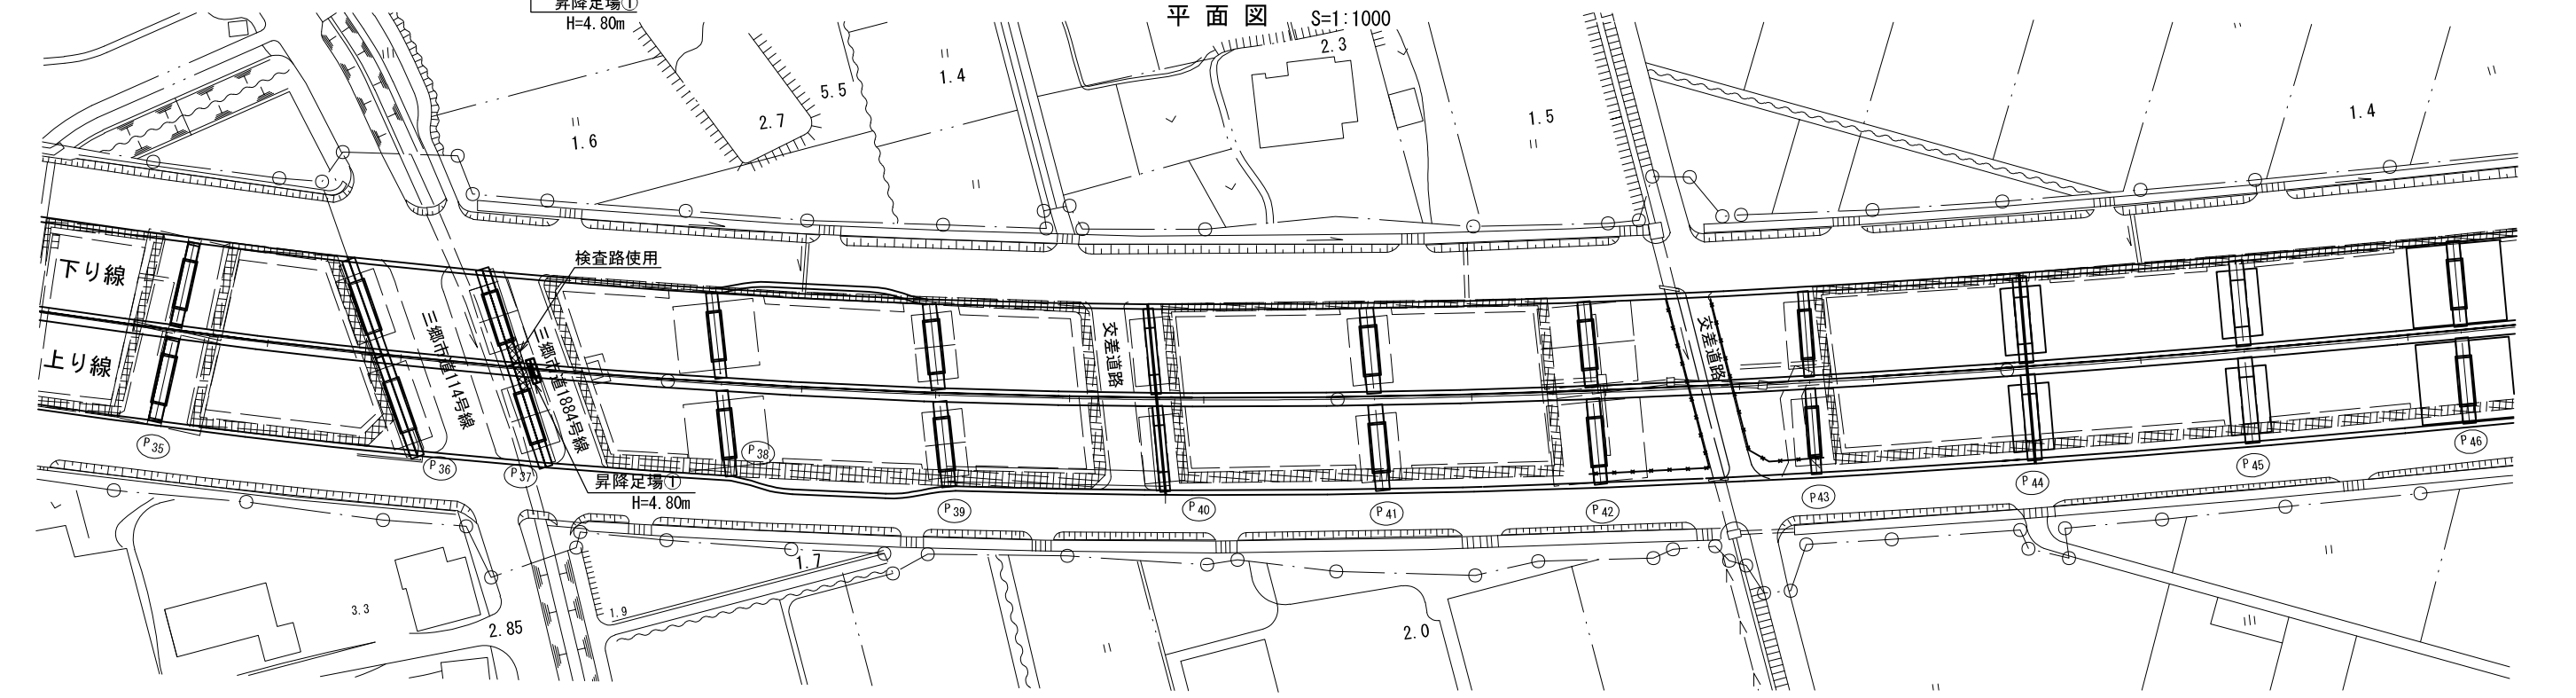 昇降足場①
H=4.80m
平面図 S=1:1000
2.3
1.4
5.5
2.7
1.6
1.5
1.4
検査路使用
下り線
上り線
三郷市道114号線
三郷市道1884号線
交差道路
交差道路
P35
P36
P37
P38
P39
P40
P41
P42
P43
P44
P45
P46
昇降足場①
H=4.80m
1.7
1.9
3.3
2.85
2.0